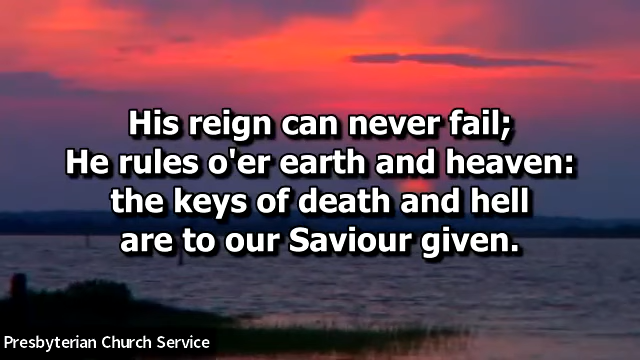 His reign can never fail;
He rules o'er earth and heaven:
the keys of death and hell
are to our Saviour given.
Presbyterian Church Service